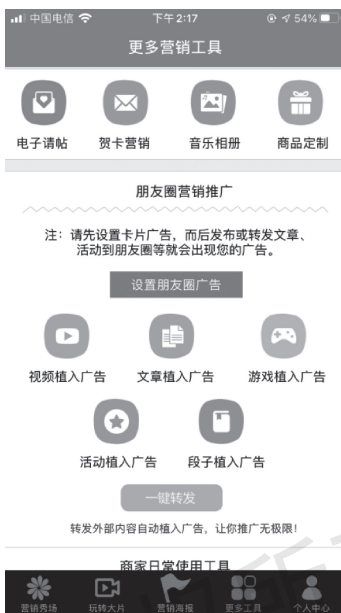 中国电信 下午2:17 54%
更多营销工具
电子请帖 贺卡营销 音乐相册 商品定制
朋友圈营销推广
注：请先设置卡片广告，而后发布或转发文章、
活动到朋友圈等就会出现您的广告。
设置朋友圈广告
视频植入广告 文章植入广告 游戏植入广告
活动植入广告 段子植入广告
一键转发
转发外部内容自动植入广告，让你推广无极限！
商家日常使用工具
营销秀场 玩转大片 营销海报 更多工具 个人中心